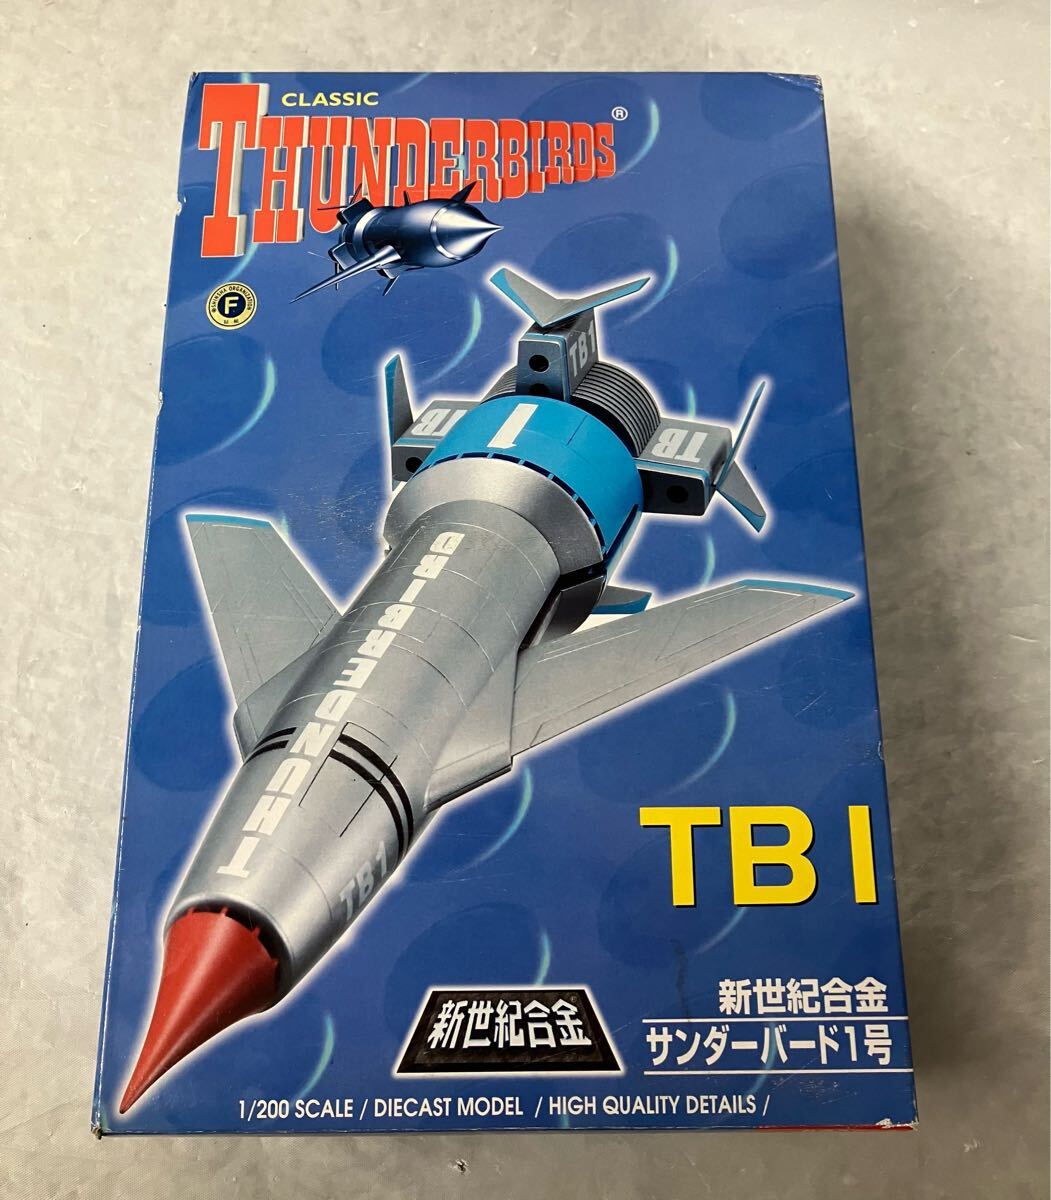 CLASSIC
THUNDERBIRDS®
F
TB1
TB
TB
1
THUNDERBIRD
TB1
TB1
新世紀合金
サンダーバード1号
新世紀合金
1/200 SCALE / DIECAST MODEL / HIGH QUALITY DETAILS /